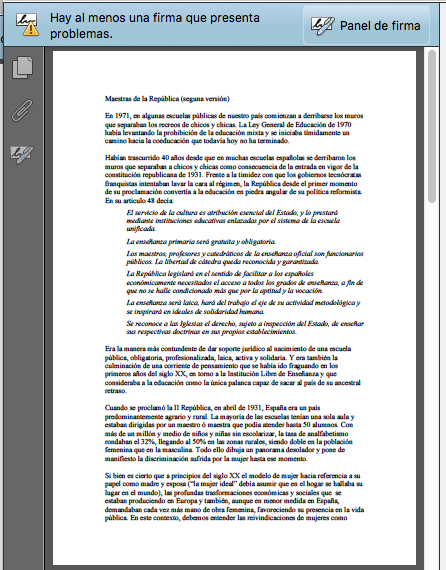 Hay al menos una firma que presenta
problemas.
Panel de firma
Maestras de la República (seguna versión)
En 1971, en algunas escuelas públicas de nuestro país comienzan a derribarse los muros
que separaban los recreos de chicos y chicas. La Ley General de Educación de 1970
había levantando la prohibición de la educación mixta y se iniciaba tímidamente un
camino hacia la coeducación que todavía hoy no ha terminado.
Habían trascurrido 40 años desde que en muchas escuelas españolas se derribaron los
muros que separaban a chicos y chicas como consecuencia de la entrada en vigor de la
constitución republicana de 1931. Frente a la timidez con que los gobiernos tecnócratas
franquistas intentaban lavar la cara al régimen, la República desde el primer momento
de su proclamación convertía a la educación en piedra angular de su política reformista.
En su artículo 48 decía:
El servicio de la cultura es atribución esencial del Estado, y lo prestará
mediante instituciones educativas enlazadas por el sistema de la escuela
unificada.
La enseñanza primaria será gratuita y obligatoria.
Los maestros, profesores y catedráticos de la enseñanza oficial son funcionarios
públicos. La libertad de cátedra queda reconocida y garantizada.
La República legislará en el sentido de facilitar a los españoles
económicamente necesitados el acceso a todos los grados de enseñanza, a fin de
que no se halle condicionado más que por la aptitud y la vocación.
La enseñanza será laica, hará del trabajo el eje de su actividad metodológica y
se inspirará en ideales de solidaridad humana.
Se reconoce a las Iglesias el derecho, sujeto a inspección del Estado, de enseñar
sus respectivas doctrinas en sus propios establecimientos.
Era la manera más contundente de dar soporte jurídico al nacimiento de una escuela
pública, obligatoria, profesionalizada, laica, activa y solidaria. Y era también la
culminación de una corriente de pensamiento que se había ido fraguando en los
primeros años del siglo XX, en torno a la Institución Libre de Enseñanza y que
consideraba a la educación como la única palanca capaz de sacar al país de su ancestral
retraso.
Cuando se proclamó la II República, en abril de 1931, España era un país
predominantemente agrario y rural. La mayoría de las escuelas tenían una sola aula y
estaban dirigidas por un maestro ó maestra que podía atender hasta 50 alumnos. Con
más de un millón y medio de niños y niñas sin escolarizar, la tasa de analfabetismo
rondaban el 32%, llegando al 50% en las zonas rurales, siendo doble en la población
femenina que en la masculina. Todo ello dibuja un panorama desolador y pone de
manifiesto la discriminación sufrida por la mujer hasta ese momento.
Si bien es cierto que a principios del siglo XX el modelo de mujer hacía referencia a su
papel como madre y esposa ("la mujer ideal" debía asumir que en el hogar se hallaba su
lugar en el mundo), las profundas trasformaciones económicas y sociales que se
estaban produciendo en Europa y también, aunque en menor medida en España,
demandaban cada vez más mano de obra femenina, favoreciendo su presencia en la vida
pública. En este contexto, debemos entender las reivindicaciones de mujeres como